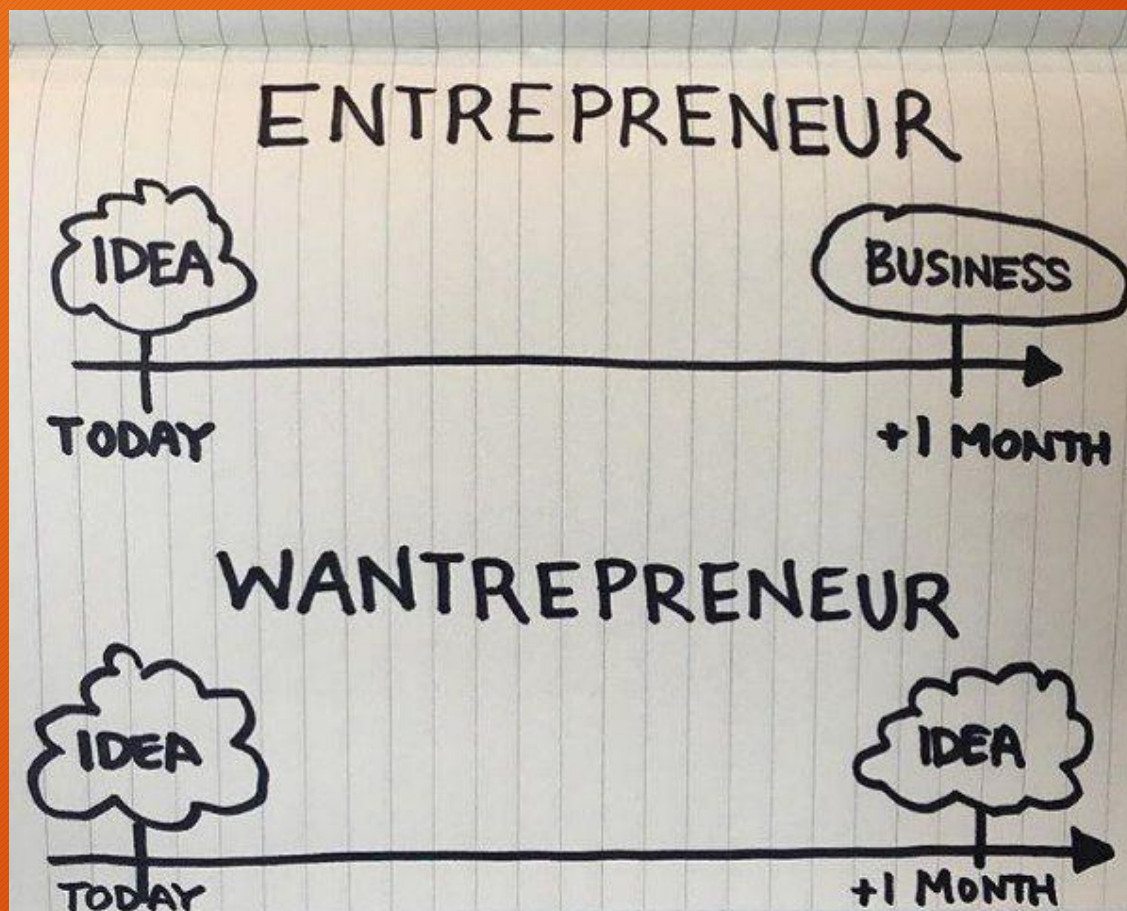 ENTREPRENEUR
IDEA BUSINESS
TODAY +1 MONTH
WANTREPRENEUR
IDEA IDEA
TODAY +1 MONTH